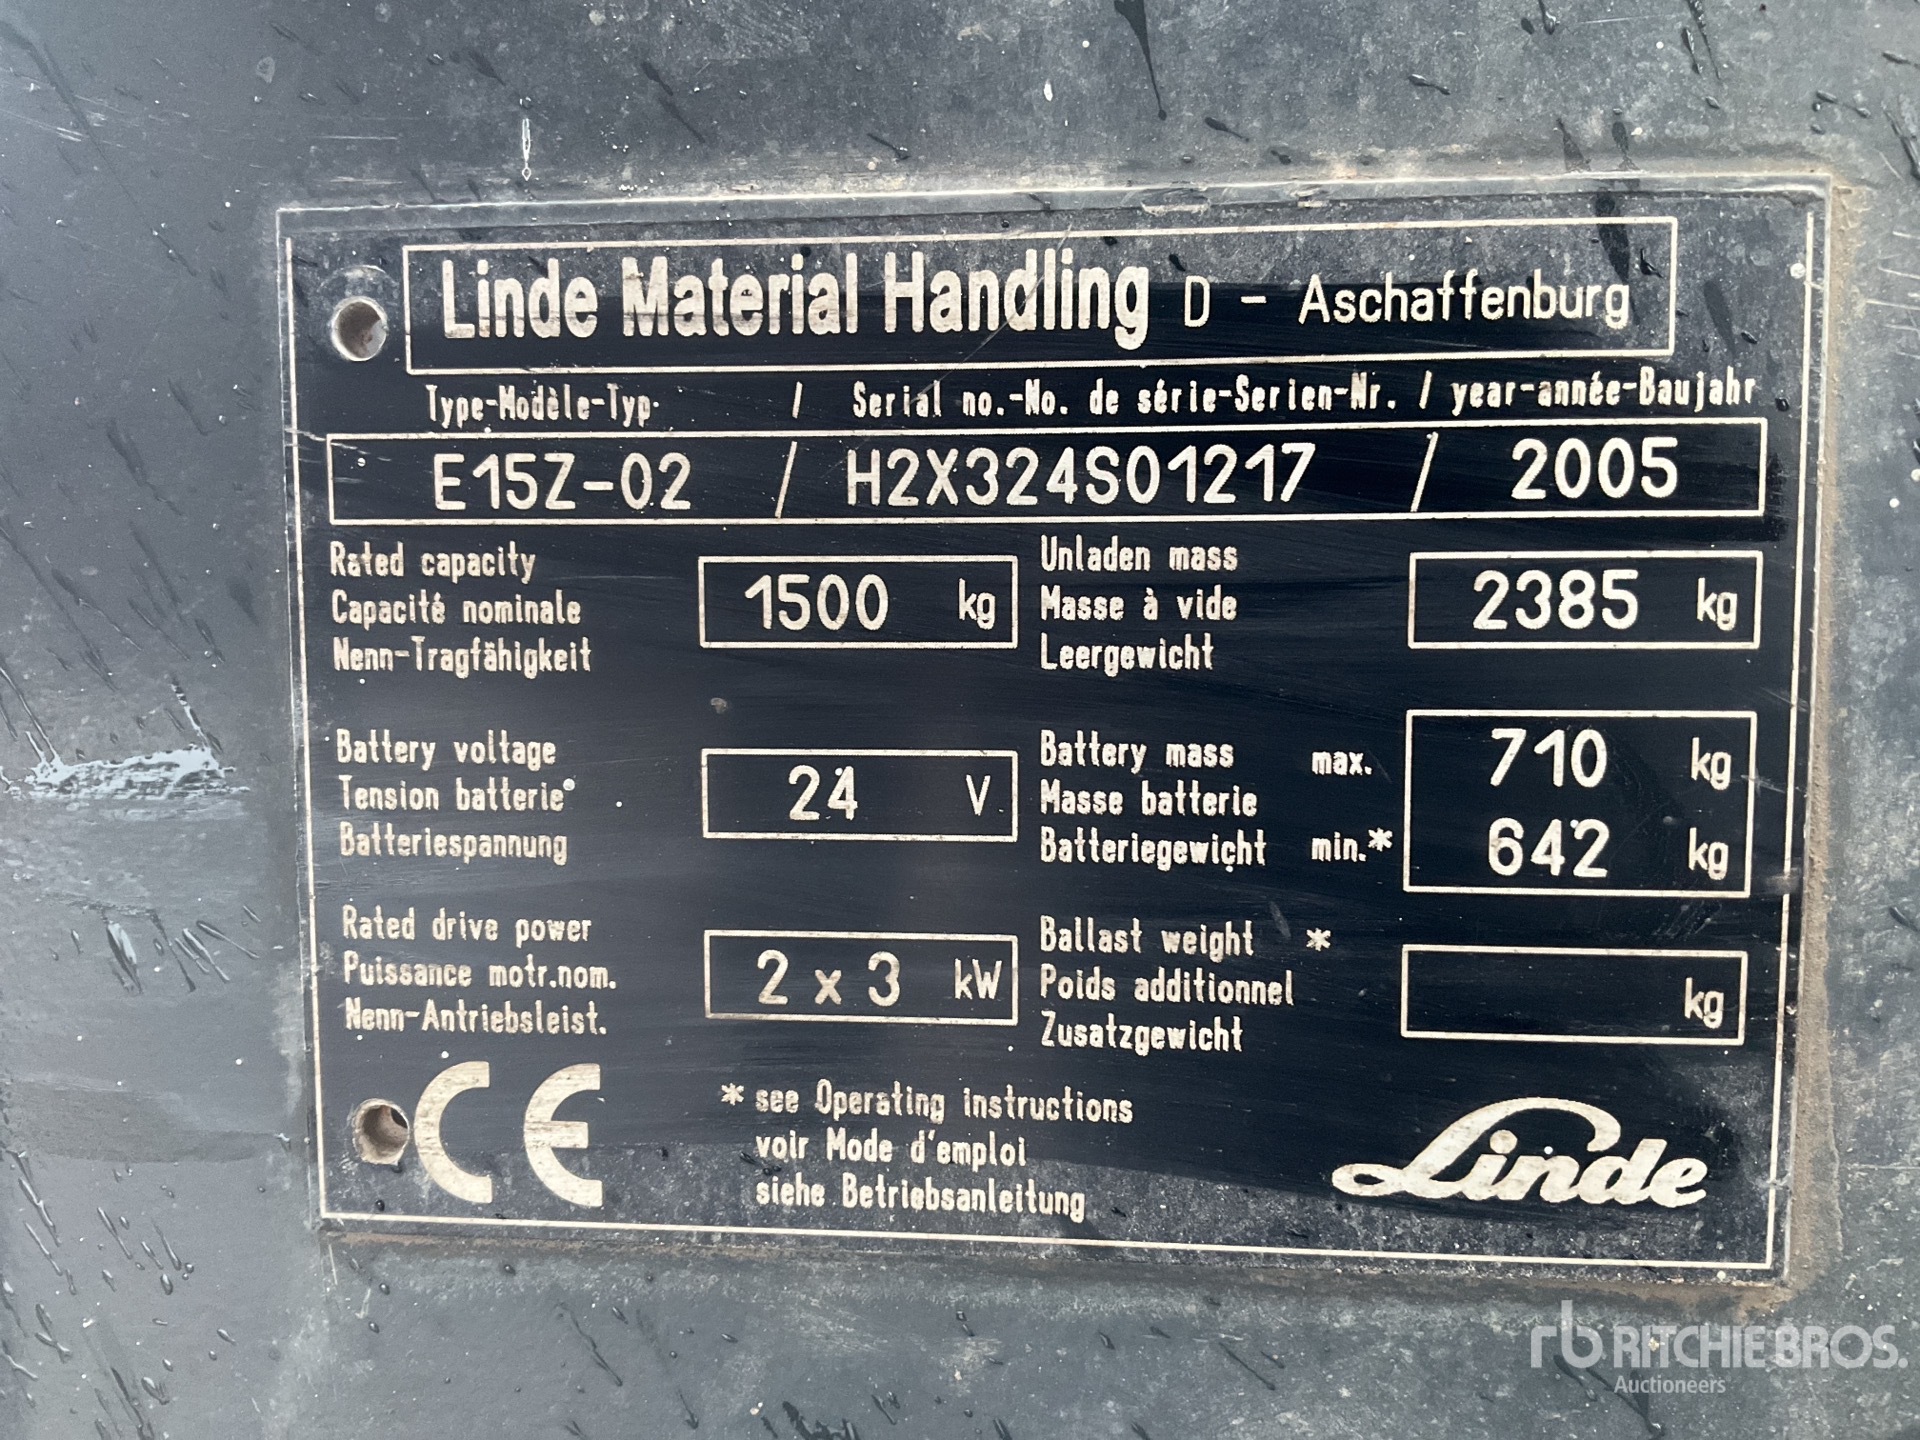 Linde Material Handling D - Aschaffenburg
Type-Modèle-Typ / Serial no.-No. de série-Serien-Nr. / year-année-Baujahr
E15Z-02 / H2X324S01217 / 2005
Rated capacity
Capacité nominale
Nenn-Tragfähigkeit
1500 kg
Unladen mass
Masse à vide
Leergewicht
2385 kg
Battery voltage
Tension batterie
Batteriespannung
24 V
Battery mass max.
Masse batterie
Batteriegewicht min.*
710 kg
642 kg
Rated drive power
Puissance motr.nom.
Nenn-Antriebsleist.
2 x 3 kW
Ballast weight *
Poids additionnel
Zusatzgewicht
kg
CE
* see Operating instructions
voir Mode d'emploi
siehe Betriebsanleitung
Linde
rb RITCHIE BROS.
Auctioneers